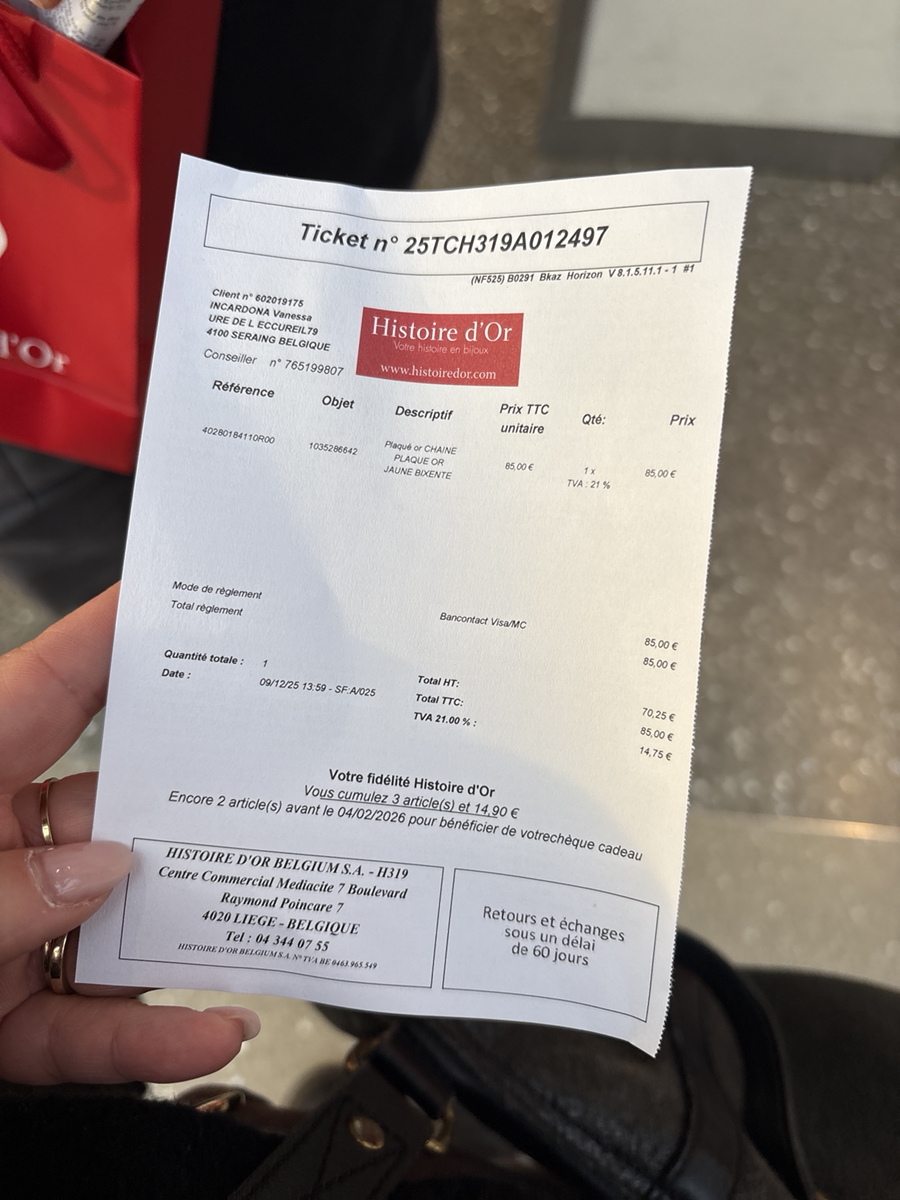 l'Or
Ticket n° 25TCH319A012497
(NF525) B0291 Bkaz Horizon V 8.1.5.11.1 - 1 #1
Client n° 602019175
INCARDONA Vanessa
URE DE L ECCUREIL79
4100 SERAING BELGIQUE
Conseiller n° 765199807
Histoire d'Or
Votre histoire en bijoux
www.histoiredor.com
Référence Objet Descriptif Prix TTC unitaire Qté: Prix
40280184110R00 1035286642 Plaqué or CHAINE 85,00 € 1 x 85,00 €
PLAQUE OR
JAUNE BIXENTE TVA : 21 %
Mode de règlement Bancontact Visa/MC 85,00 €
Total règlement 85,00 €
Quantité totale : 1 Total HT: 70,25 €
Date : 09/12/25 13:59 - SF:A/025 Total TTC: 85,00 €
TVA 21.00 % : 14,75 €
Votre fidélité Histoire d'Or
Vous cumulez 3 article(s) et 14,90 €
Encore 2 article(s) avant le 04/02/2026 pour bénéficier de votrechèque cadeau
HISTOIRE D'OR BELGIUM S.A. - H319
Centre Commercial Mediacite 7 Boulevard
Raymond Poincare 7
4020 LIEGE - BELGIQUE
Tel : 04 344 07 55
HISTOIRE D'OR BELGIUM S.A. N° TVA BE 0463.965.549
Retours et échanges
sous un délai
de 60 jours